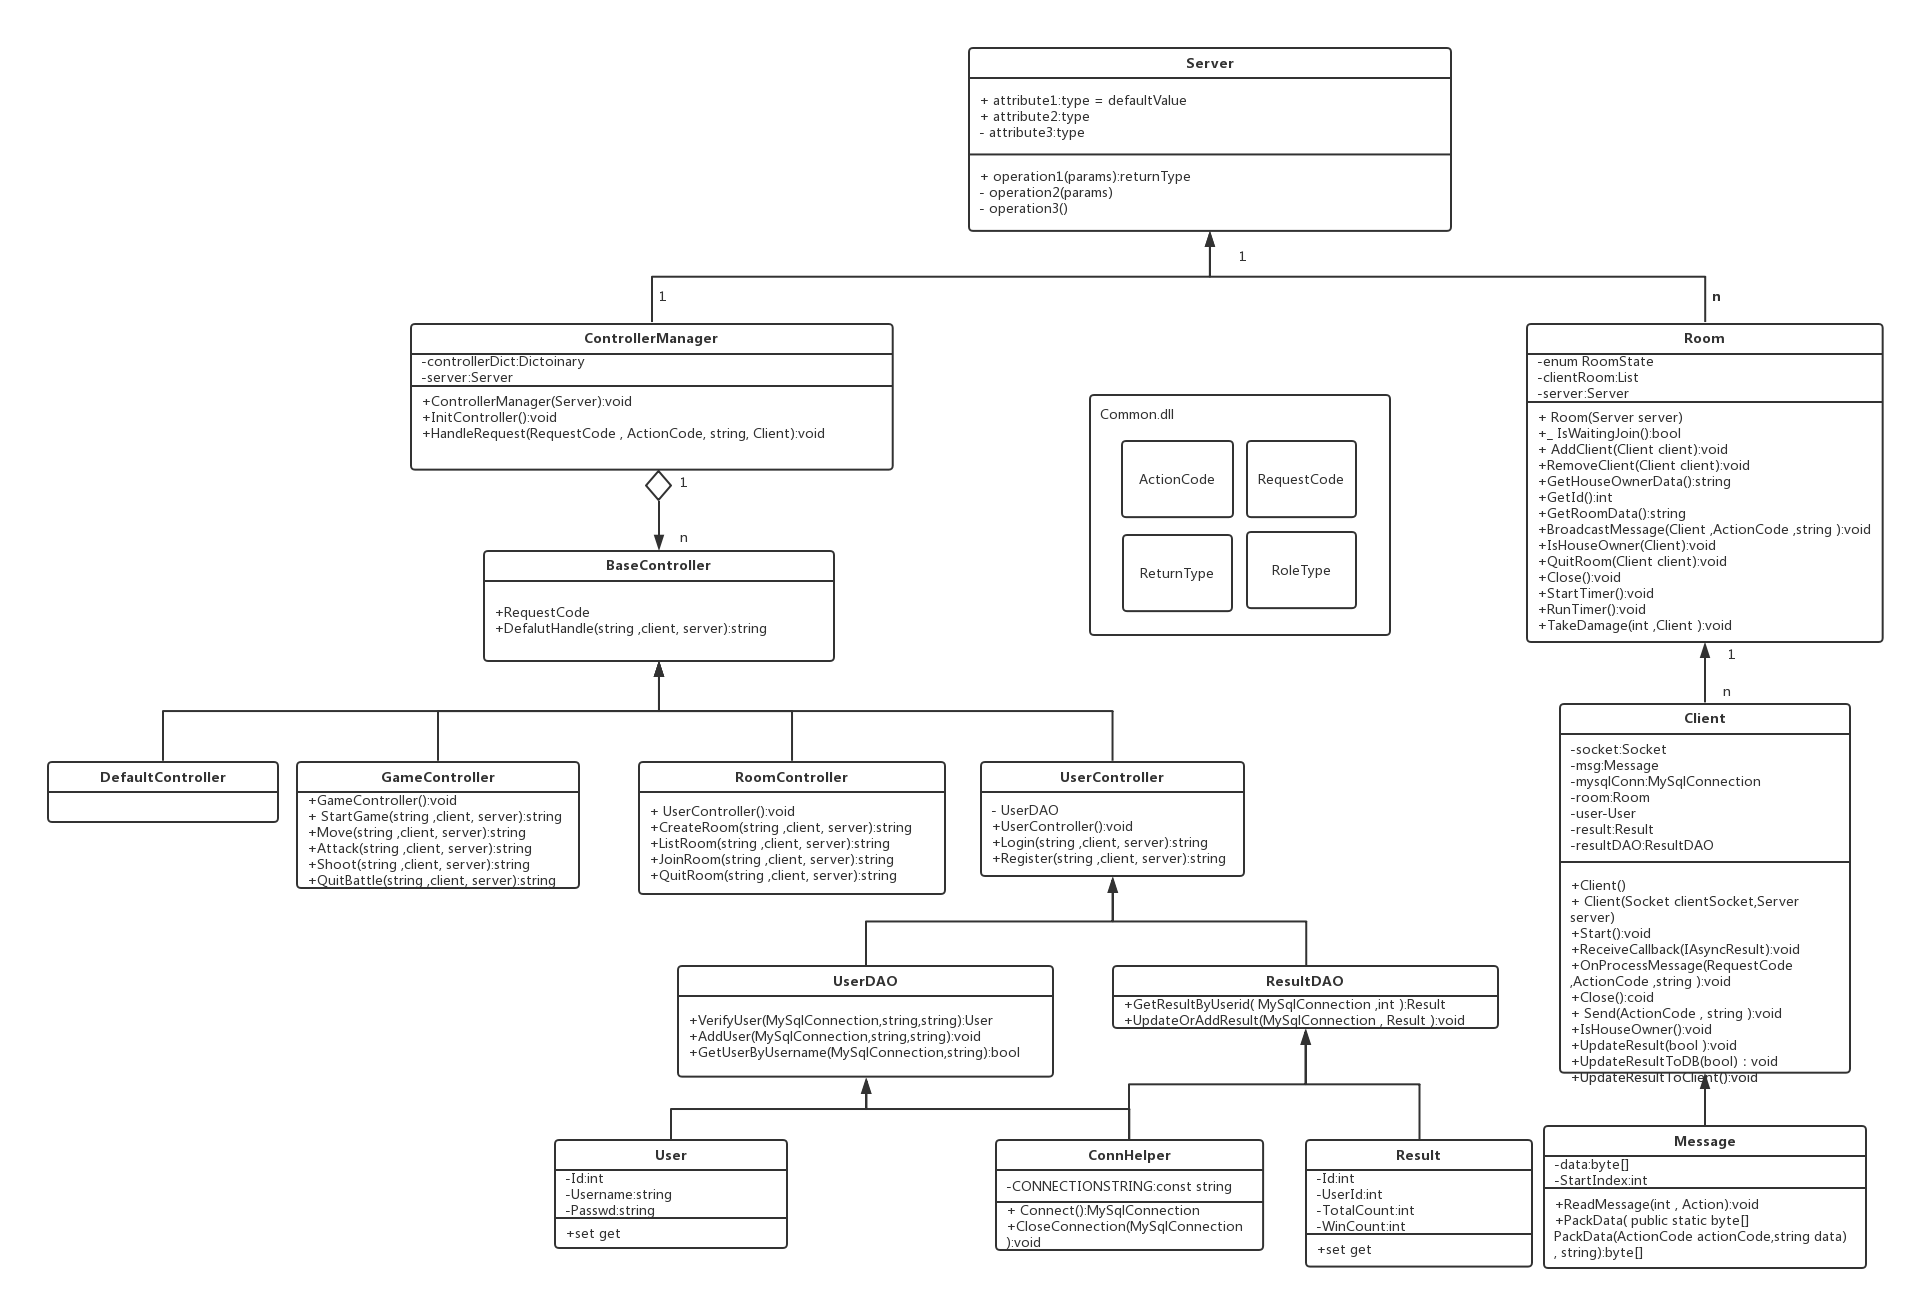 Server
+ attribute1:type = defaultValue
+ attribute2:type
- attribute3:type
+ operation1(params):returnType
- operation2(params)
- operation3()
1
1
n
ControllerManager
-controllerDict:Dictoinary
-server:Server
+ControllerManager(Server):void
+InitController():void
+HandleRequest(RequestCode , ActionCode, string, Client):void
1
n
Room
-enum RoomState
-clientRoom:List
-server:Server
+ Room(Server server)
+_ IsWaitingJoin():bool
+ AddClient(Client client):void
+RemoveClient(Client client):void
+GetHouseOwnerData():string
+GetId():int
+GetRoomData():string
+BroadcastMessage(Client ,ActionCode ,string ):void
+IsHouseOwner(Client):void
+QuitRoom(Client client):void
+Close():void
+StartTimer():void
+RunTimer():void
+TakeDamage(int ,Client ):void
1
n
Common.dll
ActionCode
RequestCode
ReturnType
RoleType
BaseController
+RequestCode
+DefalutHandle(string ,client, server):string
DefaultController
GameController
+GameController():void
+ StartGame(string ,client, server):string
+Move(string ,client, server):string
+Attack(string ,client, server):string
+Shoot(string ,client, server):string
+QuitBattle(string ,client, server):string
RoomController
+ UserController():void
+CreateRoom(string ,client, server):string
+ListRoom(string ,client, server):string
+JoinRoom(string ,client, server):string
+QuitRoom(string ,client, server):string
UserController
- UserDAO
+UserController():void
+Login(string ,client, server):string
+Register(string ,client, server):string
Client
-socket:Socket
-msg:Message
-mysqlConn:MySqlConnection
-room:Room
-user-User
-result:Result
-resultDAO:ResultDAO
+Client()
+ Client(Socket clientSocket,Server
server)
+Start():void
+ReceiveCallback(IAsyncResult):void
+OnProcessMessage(RequestCode
,ActionCode ,string ):void
+Close():coid
+ Send(ActionCode , string ):void
+IsHouseOwner():void
+UpdateResult(bool ):void
+UpdateResultToDB(bool) : void
+UpdateResultToClient():void
UserDAO
+VerifyUser(MySqlConnection,string,string):User
+AddUser(MySqlConnection,string,string):void
+GetUserByUsername(MySqlConnection,string):bool
ResultDAO
+GetResultByUserid( MySqlConnection ,int ):Result
+UpdateOrAddResult(MySqlConnection , Result ):void
User
-Id:int
-Username:string
-Passwd:string
+set get
ConnHelper
-CONNECTIONSTRING:const string
+ Connect():MySqlConnection
+CloseConnection(MySqlConnection
):void
Result
-Id:int
-UserId:int
-TotalCount:int
-WinCount:int
+set get
Message
-data:byte[]
-StartIndex:int
+ReadMessage(int , Action):void
+PackData( public static byte[]
PackData(ActionCode actionCode,string data)
, string):byte[]